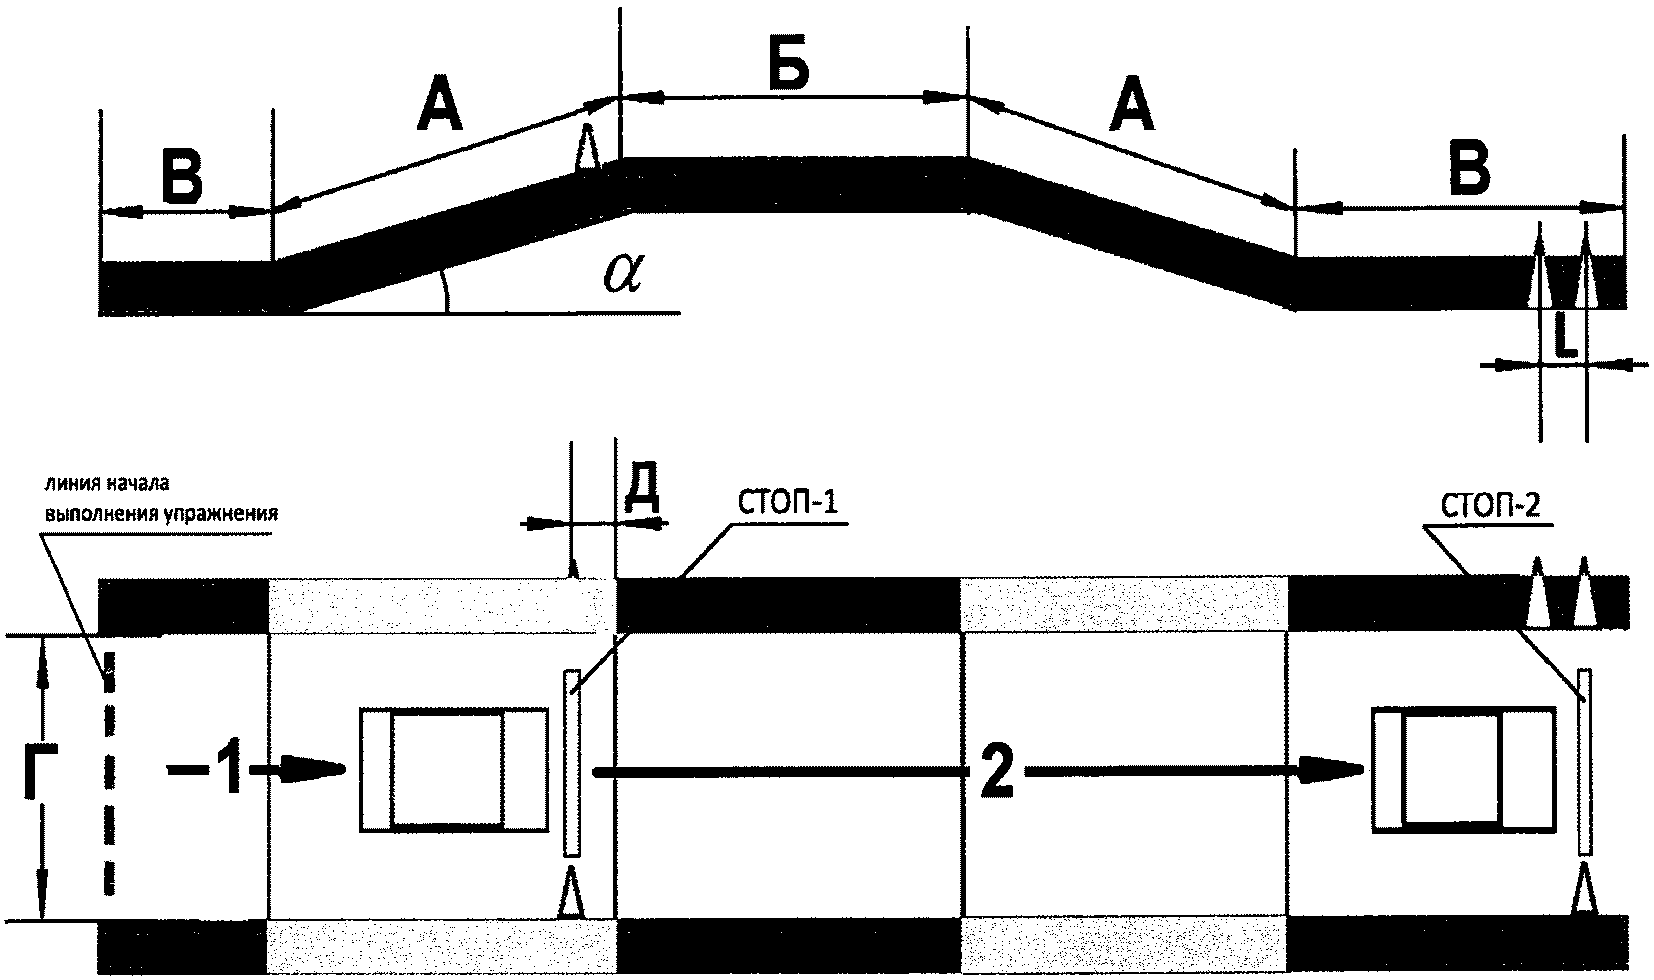 Б
А
А
В
В
α
L
Д
линия начала
выполнения упражнения
СТОП-1
СТОП-2
Г
1
2